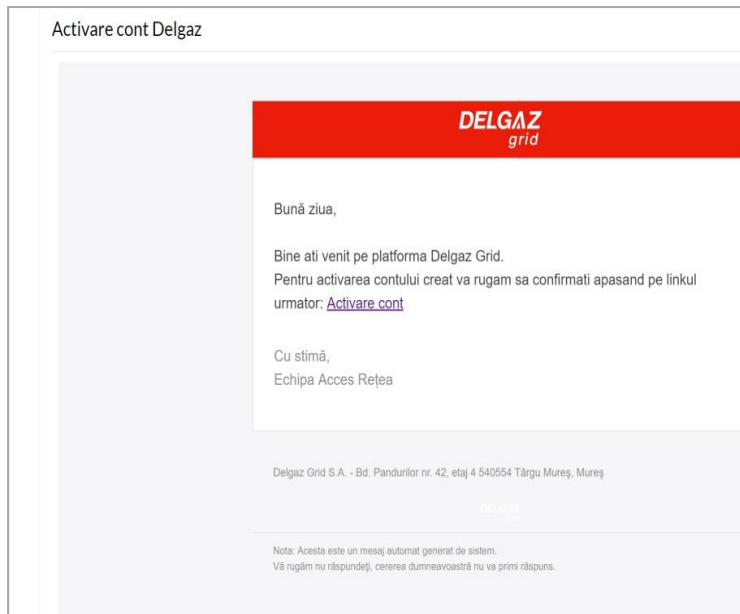 Activare cont Delgaz
DELGAZ
grid
Bună ziua,
Bine ati venit pe platforma Delgaz Grid.
Pentru activarea contului creat va rugam sa confirmati apasand pe linkul
urmator: Activare cont
Cu stimă,
Echipa Acces Rețea
Delgaz Grid S.A. - Bd. Pandurilor nr. 42, etaj 4 540554 Târgu Mureş, Mureş
DELGAZ
grid
Nota: Acesta este un mesaj automat generat de sistem.
Vă rugăm nu răspundeţi, cererea dumneavoastră nu va primi răspuns.